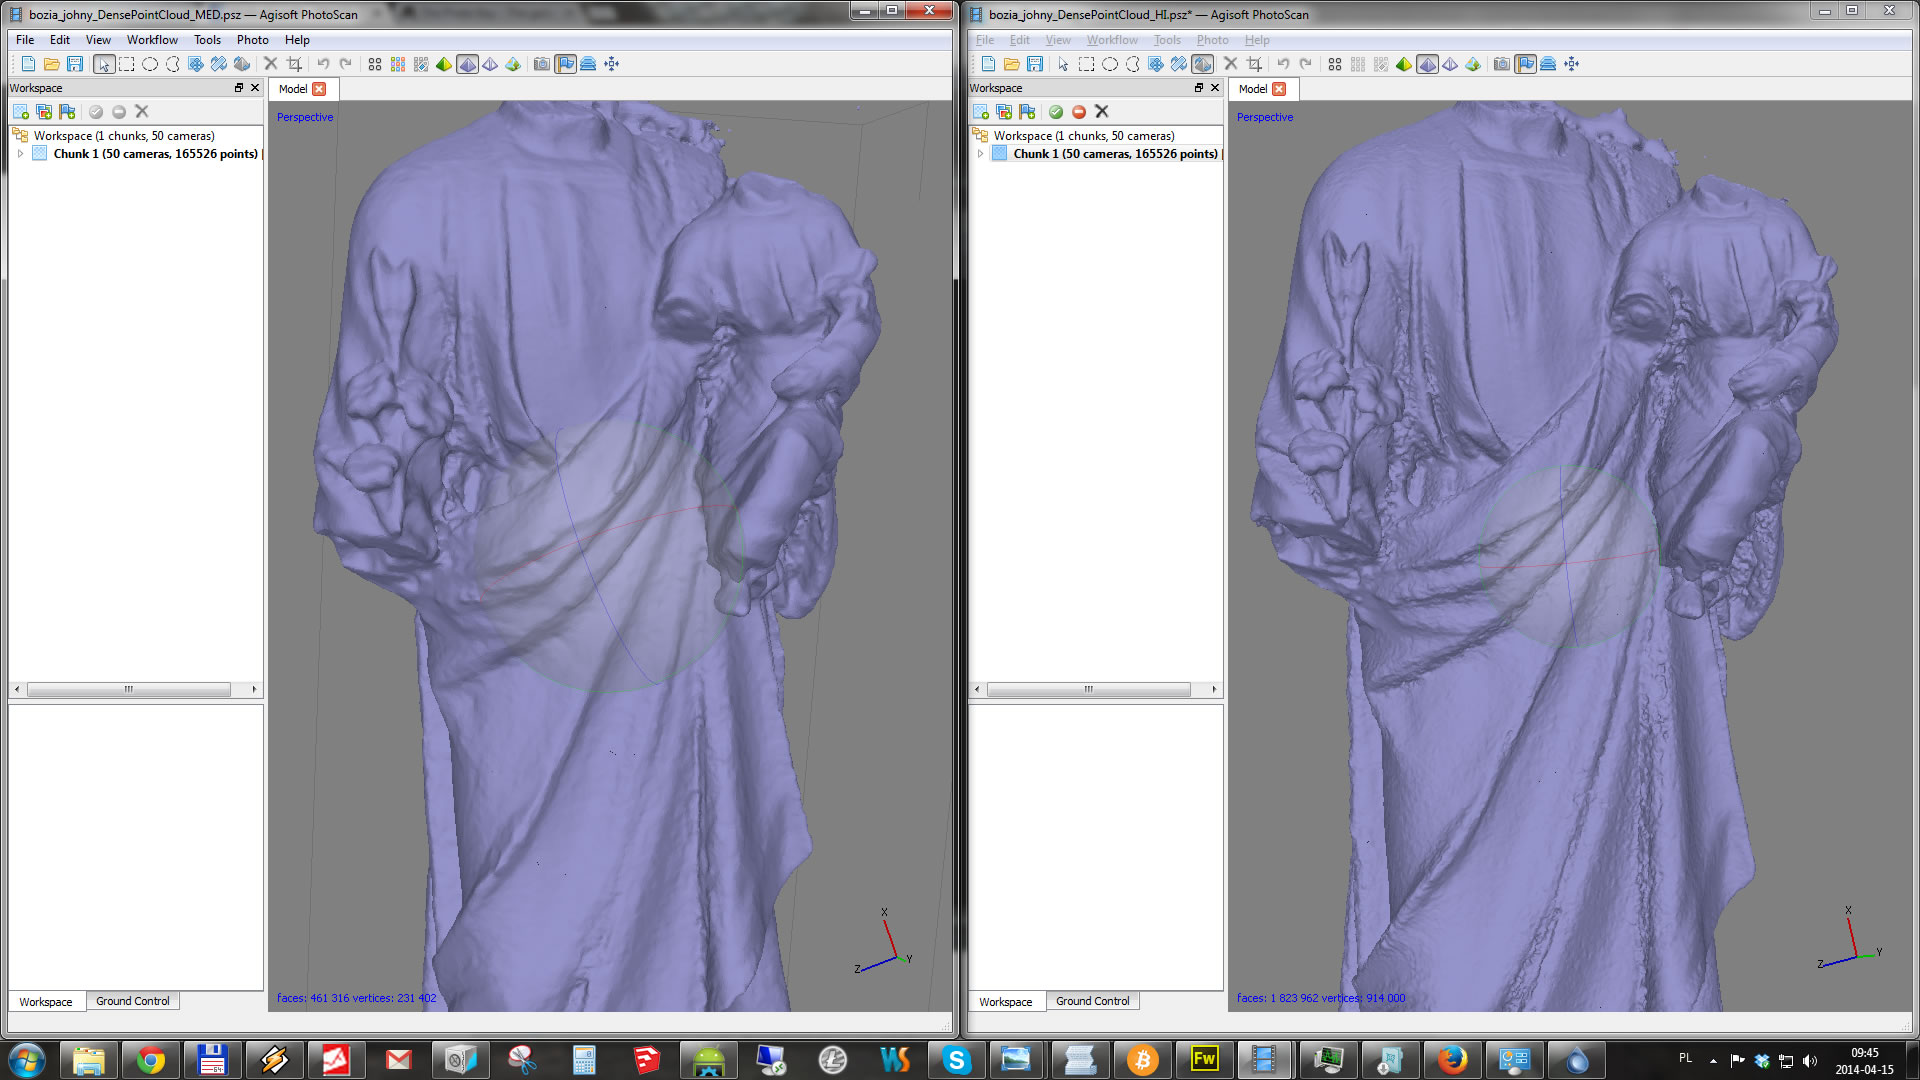 bozia_johny_DensePointCloud_MED.psz — Agisoft PhotoScan
File Edit View Workflow Tools Photo Help
Workspace
Model
Workspace (1 chunks, 50 cameras)
Chunk 1 (50 cameras, 165526 points)
Perspective
X
Y
Z
faces: 461 316 vertices: 231 402
Workspace Ground Control
bozia_johny_DensePointCloud_HI.psz* — Agisoft PhotoScan
File Edit View Workflow Tools Photo Help
Workspace
Model
Workspace (1 chunks, 50 cameras)
Chunk 1 (50 cameras, 165526 points)
Perspective
X
Y
Z
faces: 1 823 962 vertices: 914 000
Workspace Ground Control
64
WS
S
Fw
PL
09:45
2014-04-15